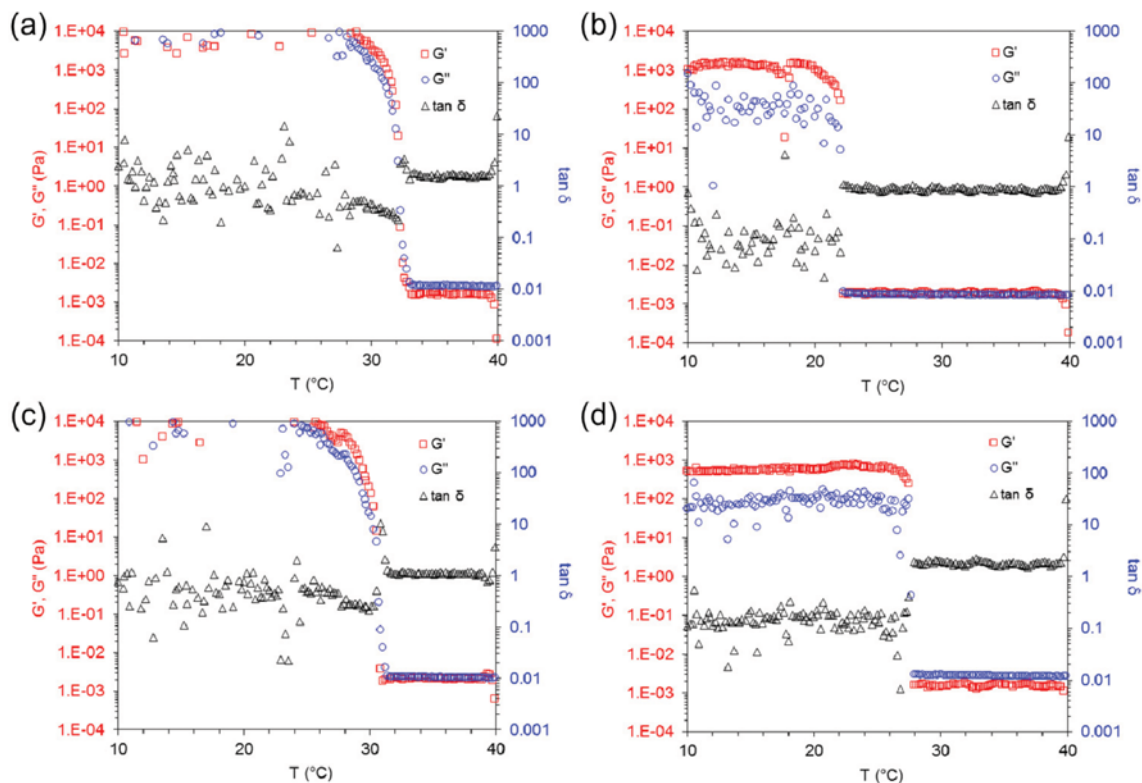 (a)
1.E+04
1.E+03
1.E+02
1.E+01
1.E+00
1.E-01
1.E-02
1.E-03
1.E-04
G', G'' (Pa)
G'
G''
tan δ
1000
100
10
1
0.1
0.01
0.001
tan δ
10 20 30 40
T (°C)
(b)
1.E+04
1.E+03
1.E+02
1.E+01
1.E+00
1.E-01
1.E-02
1.E-03
1.E-04
G', G'' (Pa)
G'
G''
tan δ
1000
100
10
1
0.1
0.01
0.001
tan δ
10 20 30 40
T (°C)
(c)
1.E+04
1.E+03
1.E+02
1.E+01
1.E+00
1.E-01
1.E-02
1.E-03
1.E-04
G', G'' (Pa)
G'
G''
tan δ
1000
100
10
1
0.1
0.01
0.001
tan δ
10 20 30 40
T (°C)
(d)
1.E+04
1.E+03
1.E+02
1.E+01
1.E+00
1.E-01
1.E-02
1.E-03
1.E-04
G', G'' (Pa)
G'
G''
tan δ
1000
100
10
1
0.1
0.01
0.001
tan δ
10 20 30 40
T (°C)